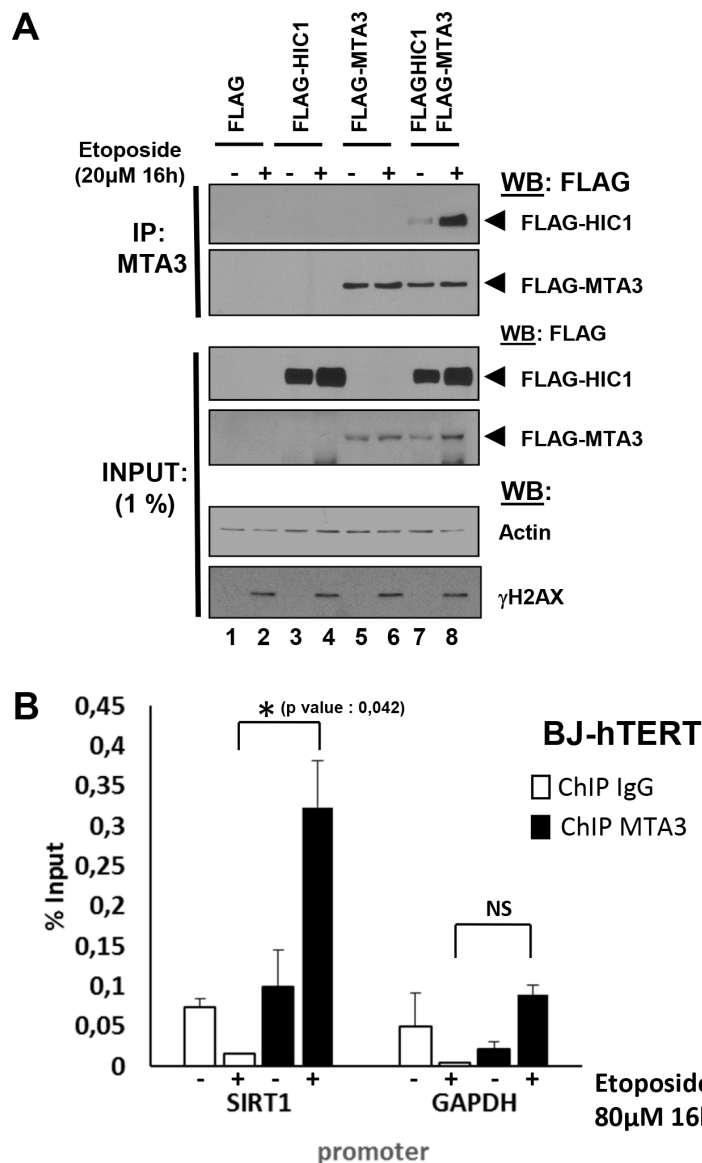 A
FLAG
FLAG-HIC1
FLAG-MTA3
FLAGHIC1
FLAG-MTA3
Etoposide
(20µM 16h)
- + - + - + - +
IP:
MTA3
WB: FLAG
FLAG-HIC1
FLAG-MTA3
WB: FLAG
INPUT:
(1 %)
FLAG-HIC1
FLAG-MTA3
WB:
Actin
γH2AX
1 2 3 4 5 6 7 8
B
BJ-hTERT
ChIP IgG
ChIP MTA3
* (p value : 0,042)
NS
% Input
0,45
0,4
0,35
0,3
0,25
0,2
0,15
0,1
0,05
0
- + - + - + - +
SIRT1 GAPDH
Etoposide
80µM 16h
promoter